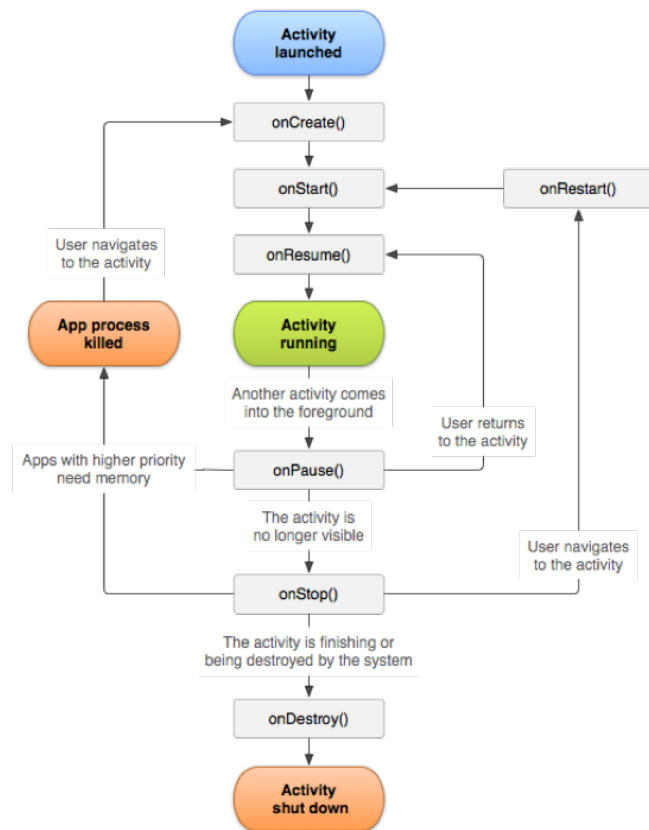 Activity
launched
onCreate()
onStart()
onRestart()
User navigates
to the activity
onResume()
App process
killed
Activity
running
Another activity comes
into the foreground
User returns
to the activity
Apps with higher priority
need memory
onPause()
The activity is
no longer visible
User navigates
to the activity
onStop()
The activity is finishing or
being destroyed by the system
onDestroy()
Activity
shut down